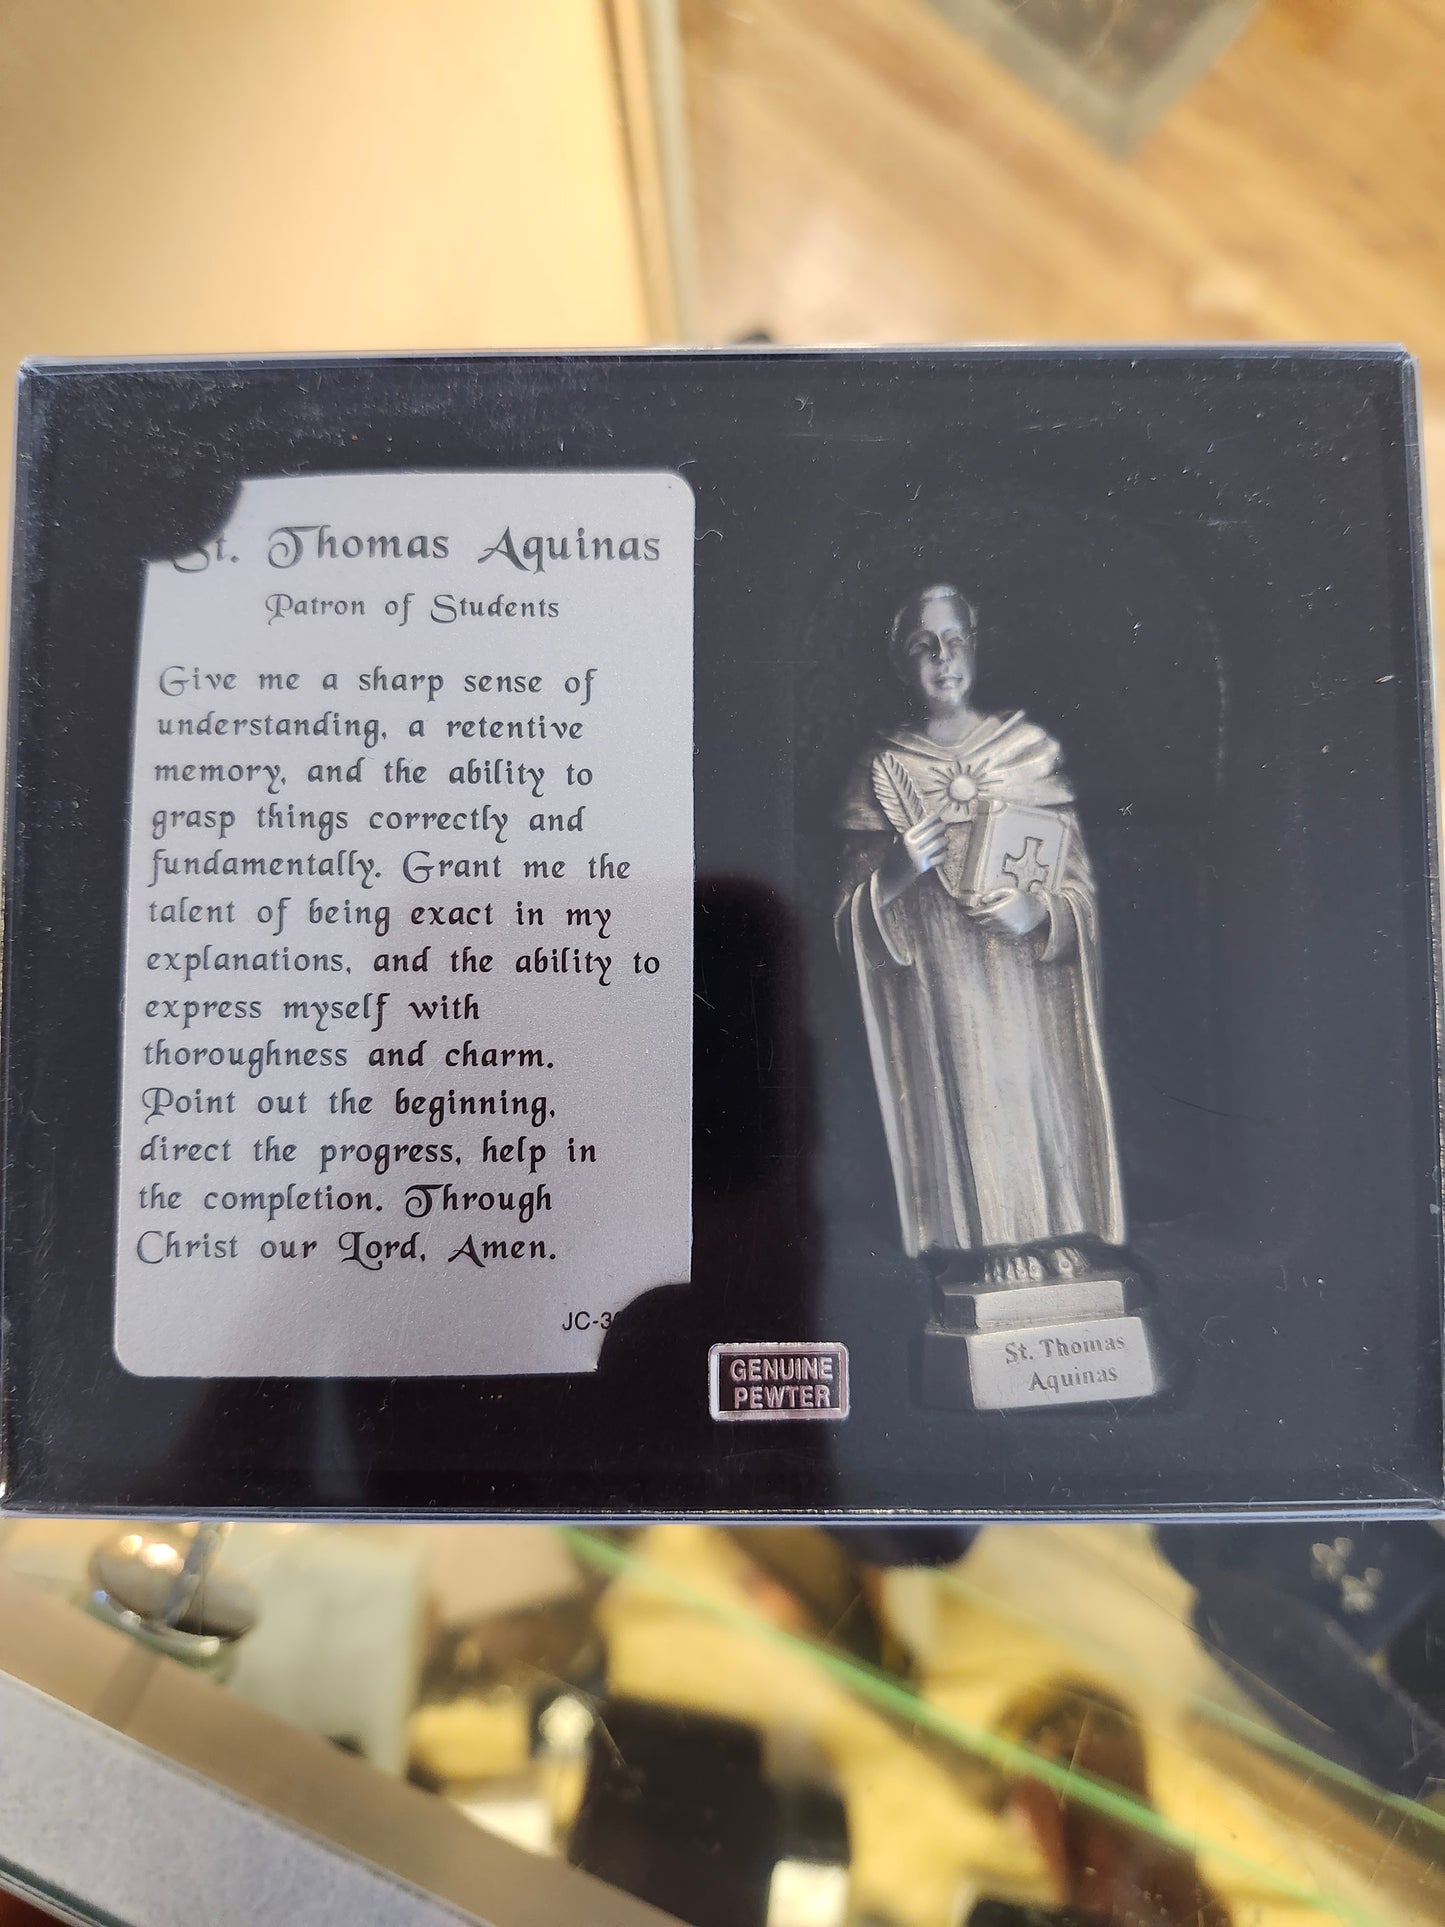 St. Thomas Aquinas
Patron of Students
Give me a sharp sense of
understanding, a retentive
memory, and the ability to
grasp things correctly and
fundamentally. Grant me the
talent of being exact in my
explanations, and the ability to
express myself with
thoroughness and charm.
Point out the beginning,
direct the progress, help in
the completion. Through
Christ our Lord, Amen.
GENUINE
PEWTER
St. Thomas
Aquinas